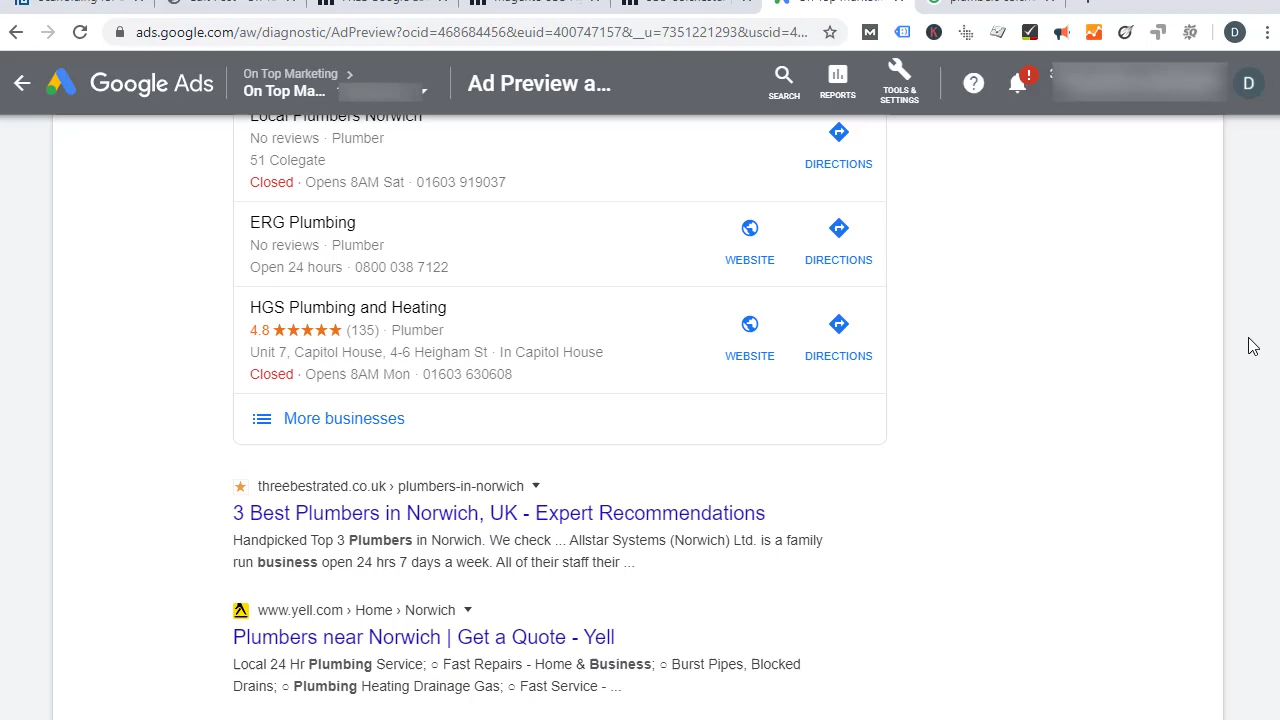 ads.google.com/aw/diagnostic/AdPreview?ocid=466684456&euid=400747157&__u=7351221293&uscid=4...
M
K
D
Google Ads
On Top Marketing
On Top Ma...
Ad Preview a...
SEARCH
REPORTS
TOOLS &
SETTINGS
?
!
D
Local Plumbers Norwich
No reviews · Plumber
51 Colegate
Closed · Opens 8AM Sat · 01603 919037
DIRECTIONS
ERG Plumbing
No reviews · Plumber
Open 24 hours · 0800 038 7122
WEBSITE
DIRECTIONS
HGS Plumbing and Heating
4.8 ★★★★★ (135) · Plumber
Unit 7, Capitol House, 4-6 Heigham St · In Capitol House
Closed · Opens 8AM Mon · 01603 630608
WEBSITE
DIRECTIONS
More businesses
threebestrated.co.uk › plumbers-in-norwich
3 Best Plumbers in Norwich, UK - Expert Recommendations
Handpicked Top 3 Plumbers in Norwich. We check ... Allstar Systems (Norwich) Ltd. is a family
run business open 24 hrs 7 days a week. All of their staff their ...
www.yell.com › Home › Norwich
Plumbers near Norwich | Get a Quote - Yell
Local 24 Hr Plumbing Service; ○ Fast Repairs - Home & Business; ○ Burst Pipes, Blocked
Drains; ○ Plumbing Heating Drainage Gas; ○ Fast Service - ...